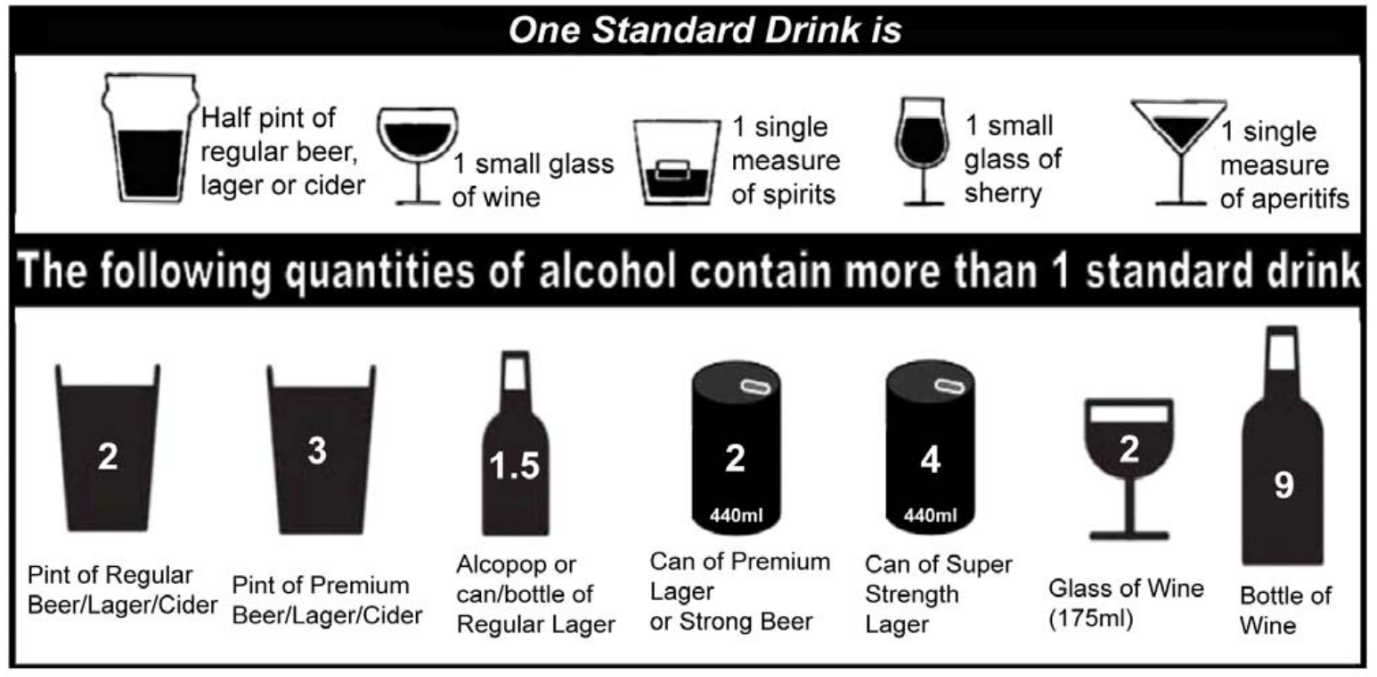 One Standard Drink is
Half pint of
regular beer,
lager or cider
1 small glass
of wine
1 single
measure
of spirits
1 small
glass of
sherry
1 single
measure
of aperitifs
The following quantities of alcohol contain more than 1 standard drink
2
Pint of Regular
Beer/Lager/Cider
3
Pint of Premium
Beer/Lager/Cider
1.5
Alcopop or
can/bottle of
Regular Lager
2
440ml
Can of Premium
Lager
or Strong Beer
4
440ml
Can of Super
Strength
Lager
2
Glass of Wine
(175ml)
9
Bottle of
Wine